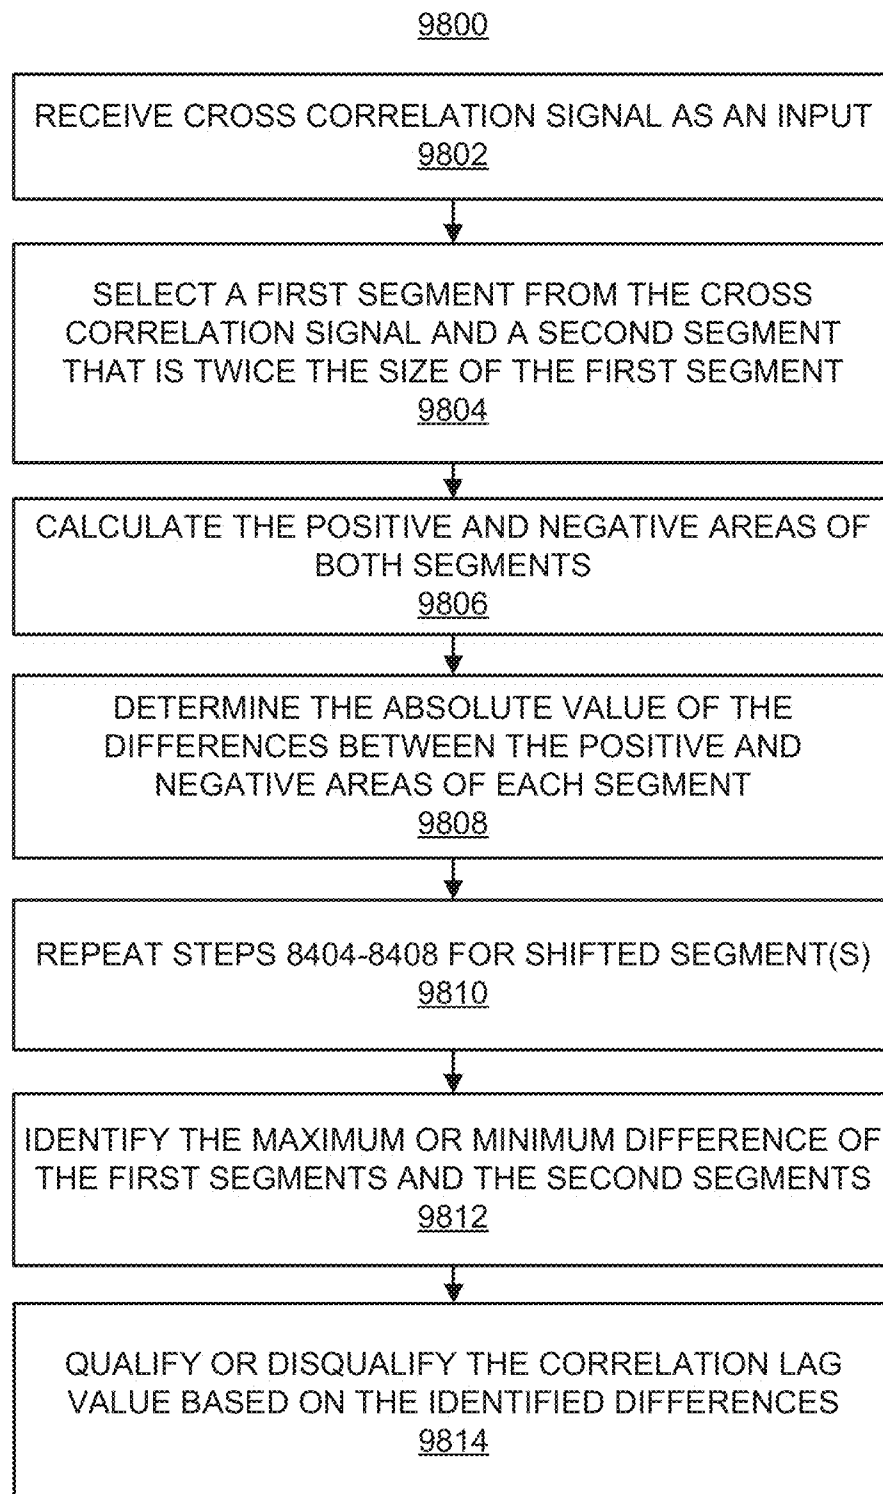 9800
RECEIVE CROSS CORRELATION SIGNAL AS AN INPUT
9802
SELECT A FIRST SEGMENT FROM THE CROSS
CORRELATION SIGNAL AND A SECOND SEGMENT
THAT IS TWICE THE SIZE OF THE FIRST SEGMENT
9804
CALCULATE THE POSITIVE AND NEGATIVE AREAS OF
BOTH SEGMENTS
9806
DETERMINE THE ABSOLUTE VALUE OF THE
DIFFERENCES BETWEEN THE POSITIVE AND
NEGATIVE AREAS OF EACH SEGMENT
9808
REPEAT STEPS 8404-8408 FOR SHIFTED SEGMENT(S)
9810
IDENTIFY THE MAXIMUM OR MINIMUM DIFFERENCE OF
THE FIRST SEGMENTS AND THE SECOND SEGMENTS
9812
QUALIFY OR DISQUALIFY THE CORRELATION LAG
VALUE BASED ON THE IDENTIFIED DIFFERENCES
9814